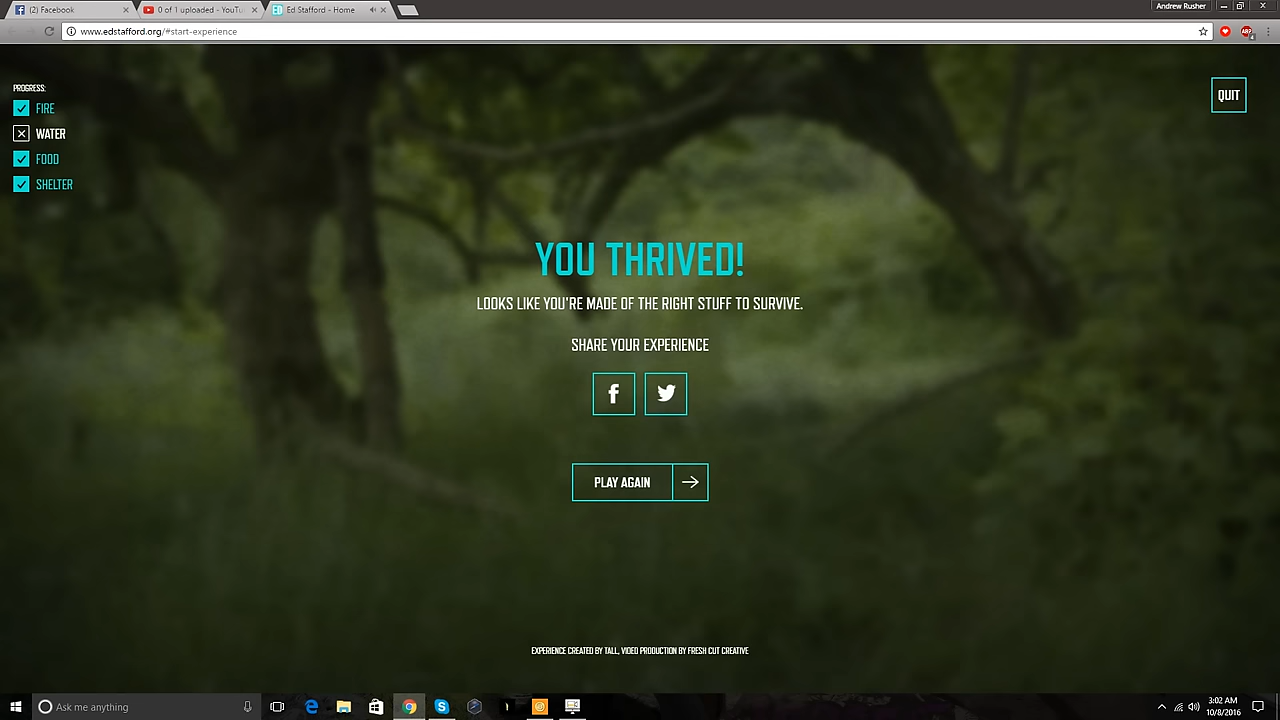 (2) Facebook
0 of 1 uploaded - YouTu
Ed Stafford - Home
Andrew Rusher
www.edstafford.org/#start-experience
PROGRESS:
FIRE
WATER
FOOD
SHELTER
QUIT
YOU THRIVED!
LOOKS LIKE YOU'RE MADE OF THE RIGHT STUFF TO SURVIVE.
SHARE YOUR EXPERIENCE
PLAY AGAIN
EXPERIENCE CREATED BY TALL, VIDEO PRODUCTION BY FRESH CUT CREATIVE
Ask me anything
3:02 AM
10/8/2016